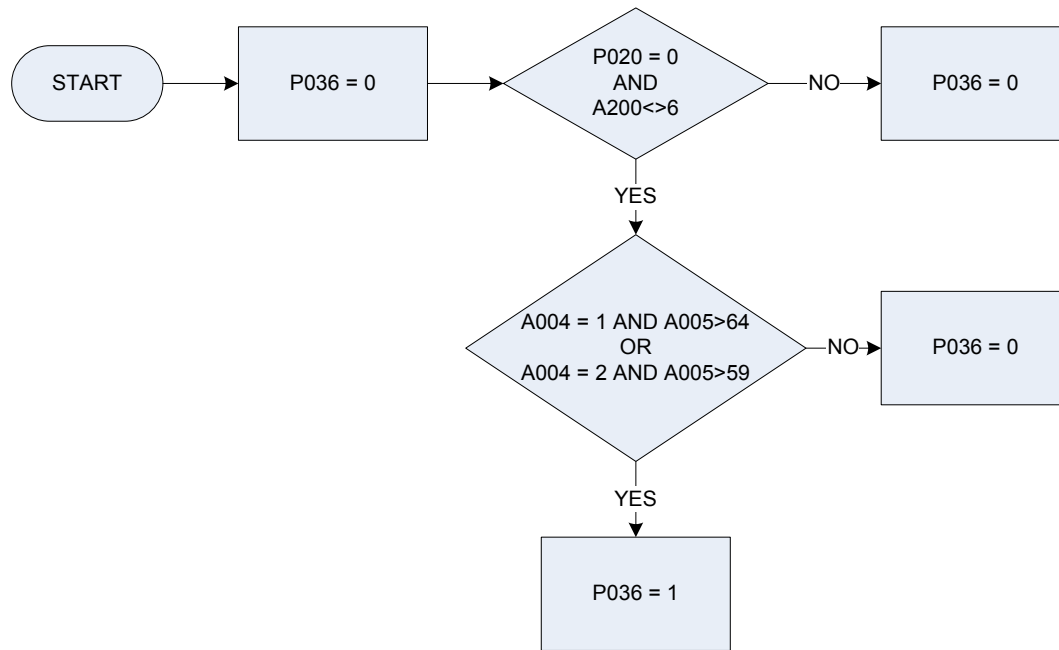 START
P036 = 0
P020 = 0
AND
A200<>6
NO
P036 = 0
YES
A004 = 1 AND A005>64
OR
A004 = 2 AND A005>59
NO
P036 = 0
YES
P036 = 1